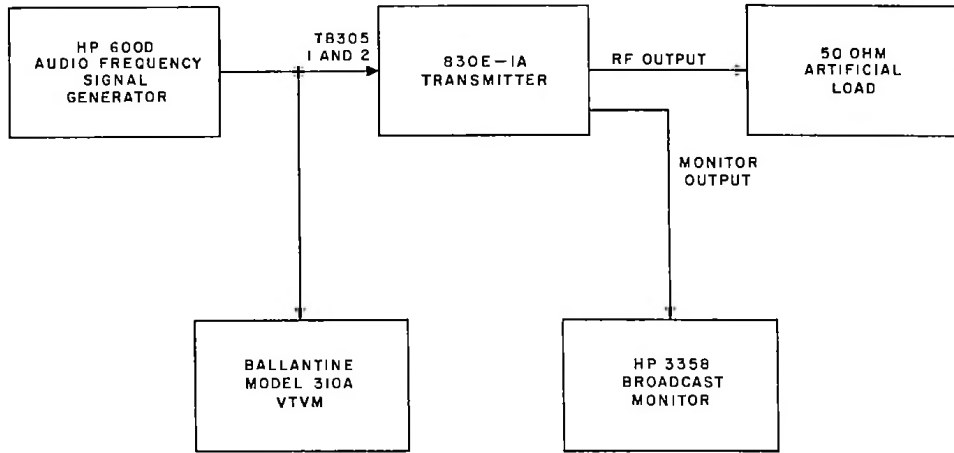 HP 600D
AUDIO FREQUENCY
SIGNAL
GENERATOR
TB305
1 AND 2
830E-1A
TRANSMITTER
RF OUTPUT
50 OHM
ARTIFICIAL
LOAD
MONITOR
OUTPUT
BALLANTINE
MODEL 310A
VTVM
HP 335B
BROADCAST
MONITOR